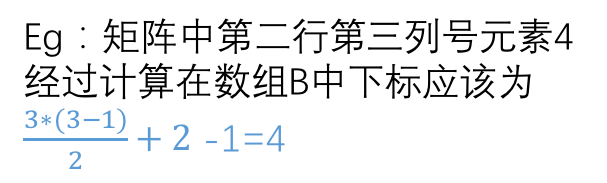 Eg：矩阵中第二行第三列号元素4
经过计算在数组B中下标应该为
\frac{3*(3-1)}{2} + 2 -1=4